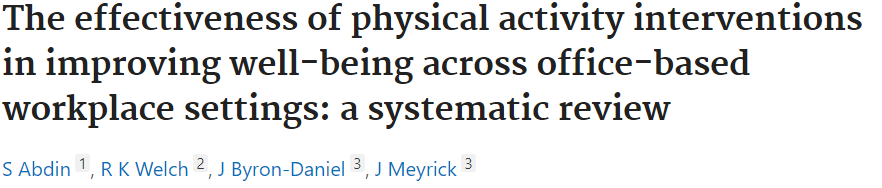 The effectiveness of physical activity interventions
in improving well-being across office-based
workplace settings: a systematic review
S Abdin 1, R K Welch 2, J Byron-Daniel 3, J Meyrick 3